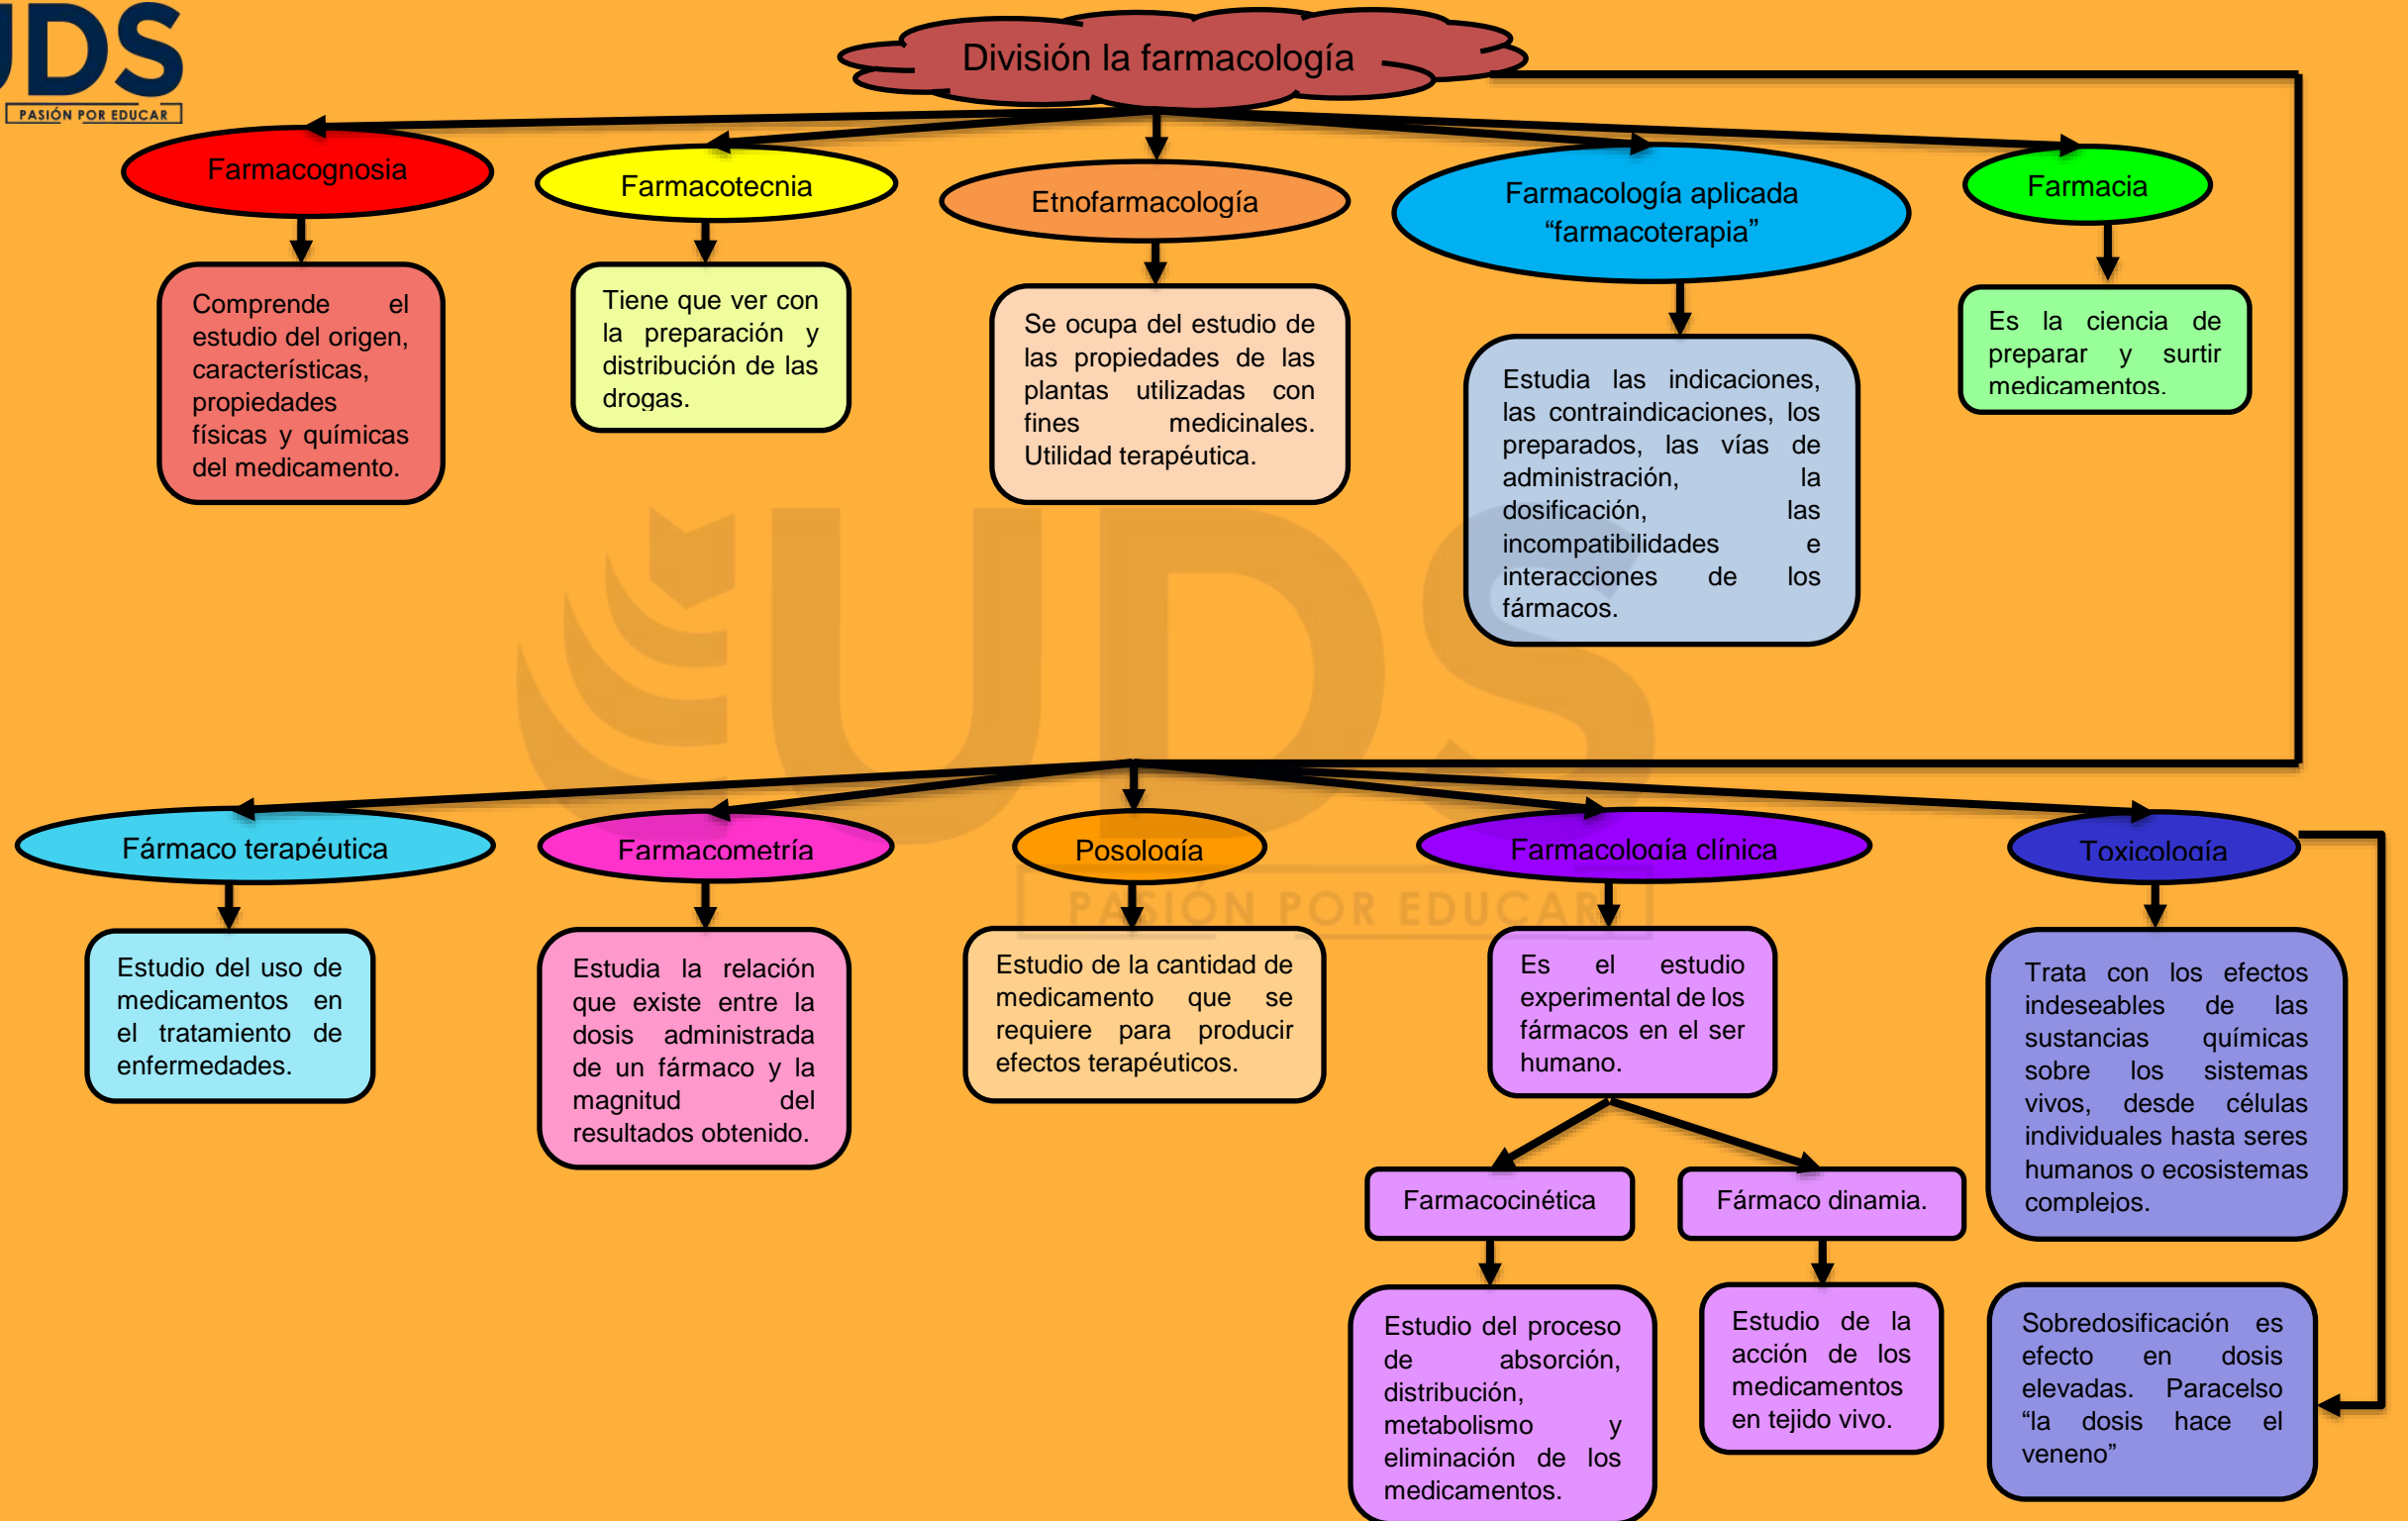 UDS
PASIÓN POR EDUCAR
División la farmacología
Farmacognosia
Farmacotecnia
Etnofarmacología
Farmacología aplicada
“farmacoterapia”
Farmacia
Comprende el
estudio del origen,
características,
propiedades
físicas y químicas
del medicamento.
Tiene que ver con
la preparación y
distribución de las
drogas.
Se ocupa del estudio de
las propiedades de las
plantas utilizadas con
fines medicinales.
Utilidad terapéutica.
Estudia las indicaciones,
las contraindicaciones, los
preparados, las vías de
administración, la
dosificación, las
incompatibilidades e
interacciones de los
fármacos.
Es la ciencia de
preparar y surtir
medicamentos.
UDS
PASIÓN POR EDUCAR
Fármaco terapéutica
Farmacometría
Posología
Farmacología clínica
Toxicología
Estudio del uso de
medicamentos en
el tratamiento de
enfermedades.
Estudia la relación
que existe entre la
dosis administrada
de un fármaco y la
magnitud del
resultados obtenido.
Estudio de la cantidad de
medicamento que se
requiere para producir
efectos terapéuticos.
Es el estudio
experimental de los
fármacos en el ser
humano.
Trata con los efectos
indeseables de las
sustancias químicas
sobre los sistemas
vivos, desde células
individuales hasta seres
humanos o ecosistemas
complejos.
Farmacocinética
Fármaco dinamia.
Estudio del proceso
de absorción,
distribución,
metabolismo y
eliminación de los
medicamentos.
Estudio de la
acción de los
medicamentos
en tejido vivo.
Sobredosificación es
efecto en dosis
elevadas. Paracelso
“la dosis hace el
veneno”